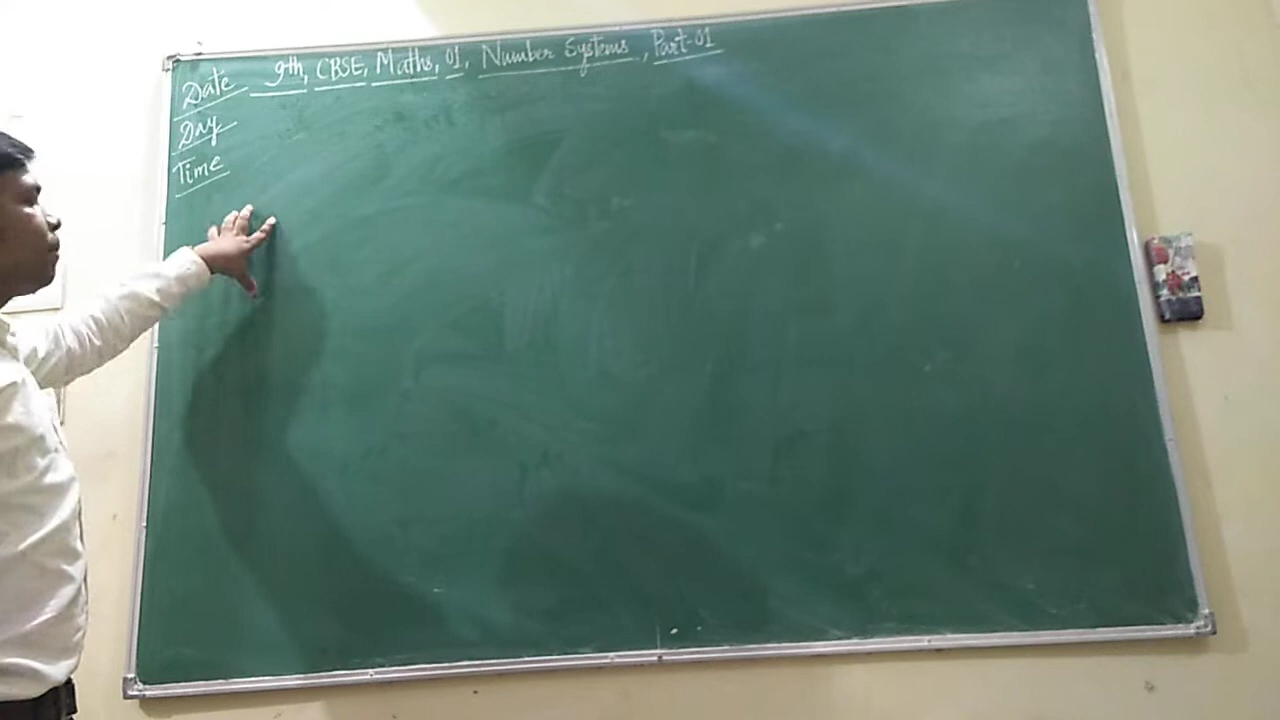 9th, CBSE, Maths, 01, Number Systems, Part-01
Date
Day
Time